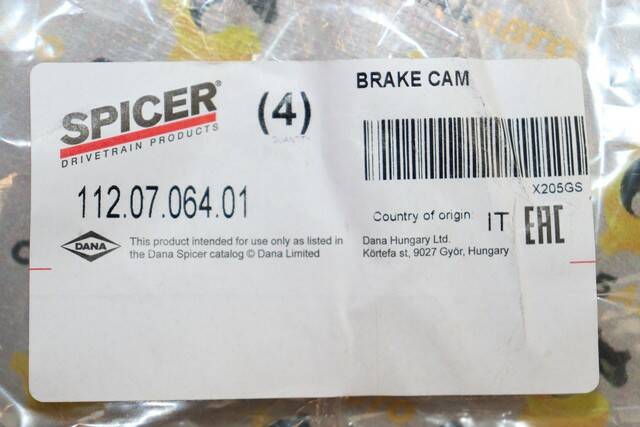 SPICER®
DRIVETRAIN PRODUCTS
(4)
BRAKE CAM
X205GS
112.07.064.01
Country of origin: IT
EAC
DANA
This product intended for use only as listed in
the Dana Spicer catalog © Dana Limited
Dana Hungary Ltd.
Körtefa st, 9027 Győr, Hungary